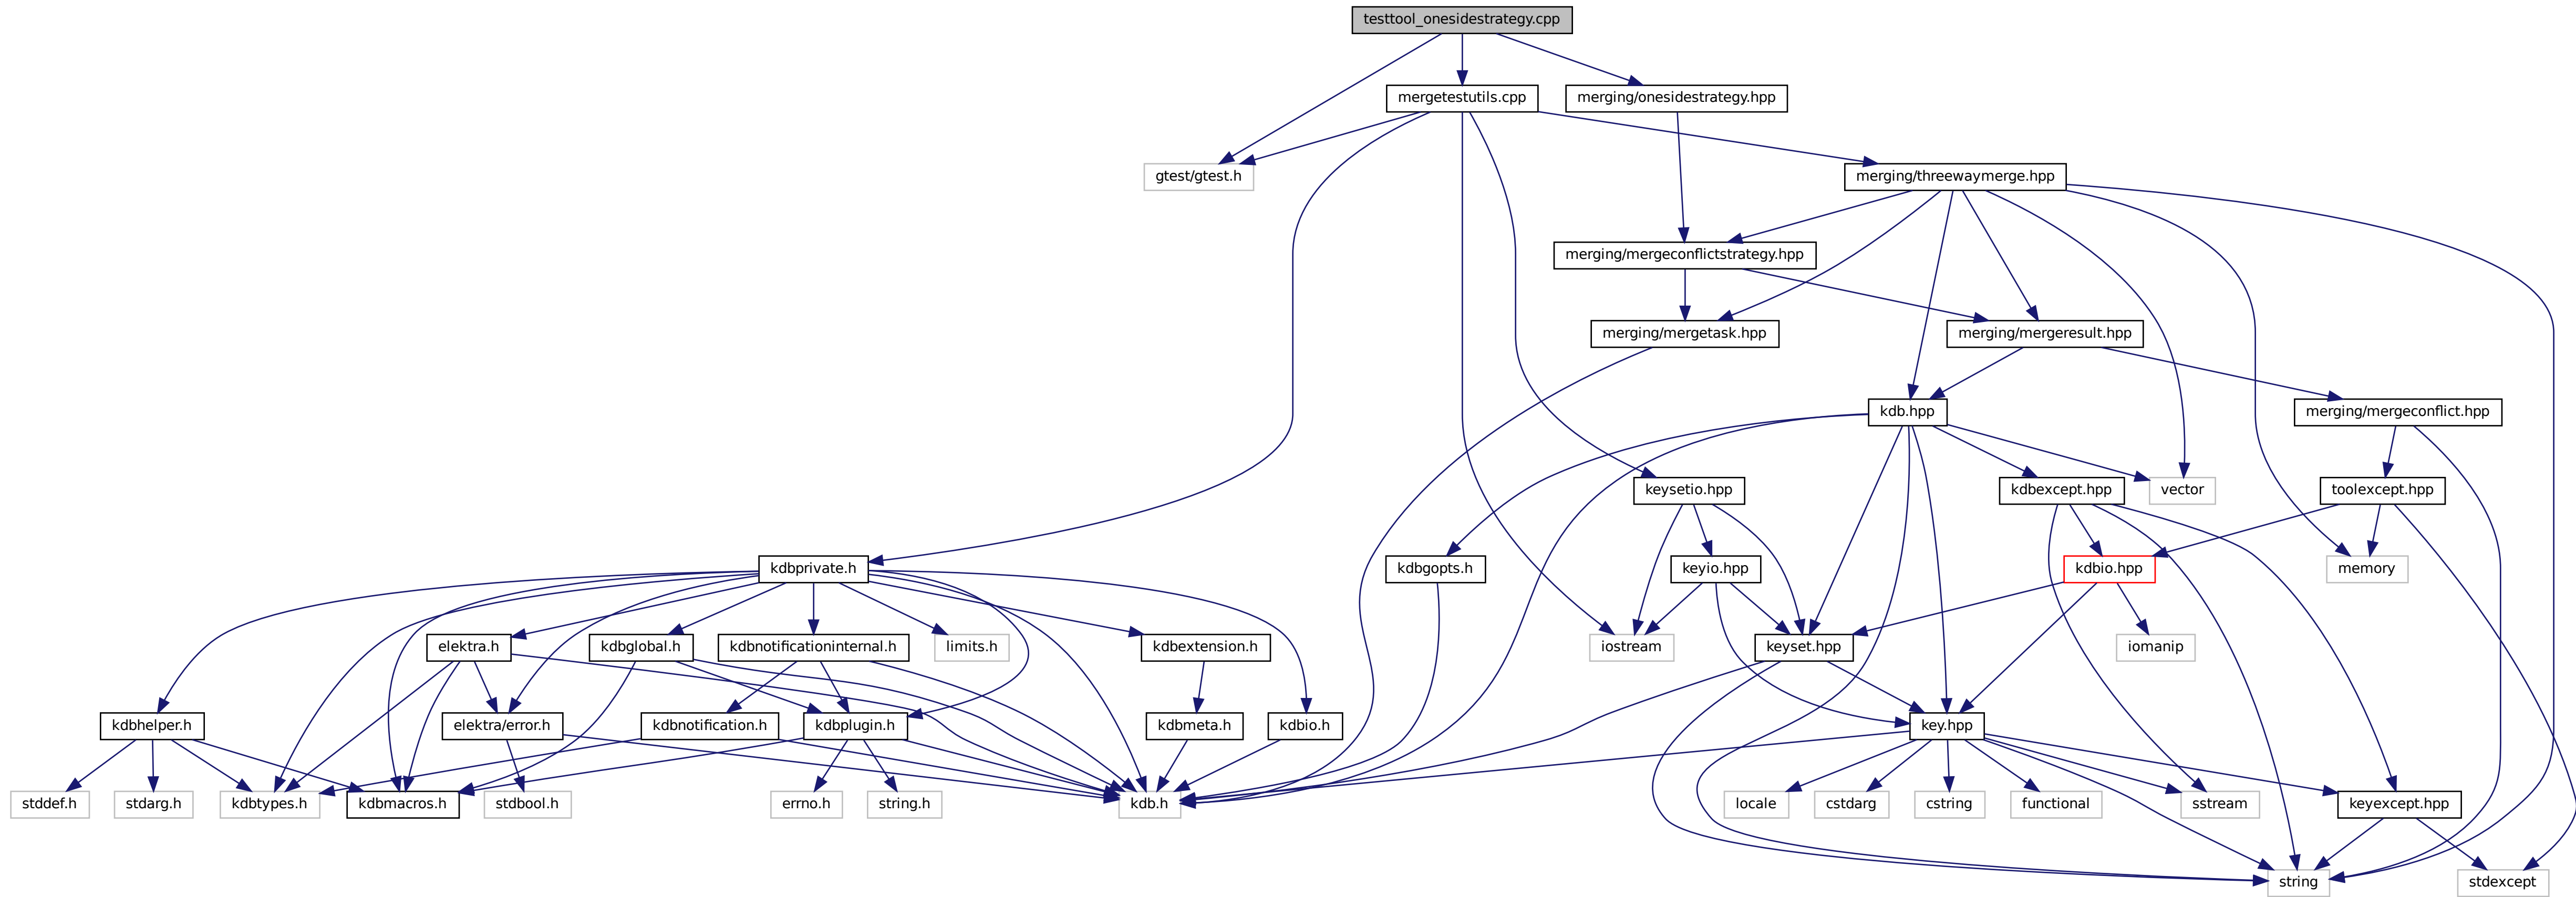 testtool_onesidestrategy.cpp
mergetestutils.cpp
merging/onesidestrategy.hpp
gtest/gtest.h
merging/threewaymerge.hpp
merging/mergeconflictstrategy.hpp
merging/mergetask.hpp
merging/mergeresult.hpp
kdb.hpp
merging/mergeconflict.hpp
keysetio.hpp
kdbexcept.hpp
vector
toolexcept.hpp
kdbprivate.h
kdbgopts.h
keyio.hpp
kdbio.hpp
memory
elektra.h
kdbglobal.h
kdbnotificationinternal.h
limits.h
kdbextension.h
iostream
keyset.hpp
iomanip
kdbhelper.h
elektra/error.h
kdbnotification.h
kdbplugin.h
kdbmeta.h
kdbio.h
key.hpp
stddef.h
stdarg.h
kdbtypes.h
kdbmacros.h
stdbool.h
errno.h
string.h
kdb.h
locale
cstdarg
cstring
functional
sstream
keyexcept.hpp
string
stdexcept